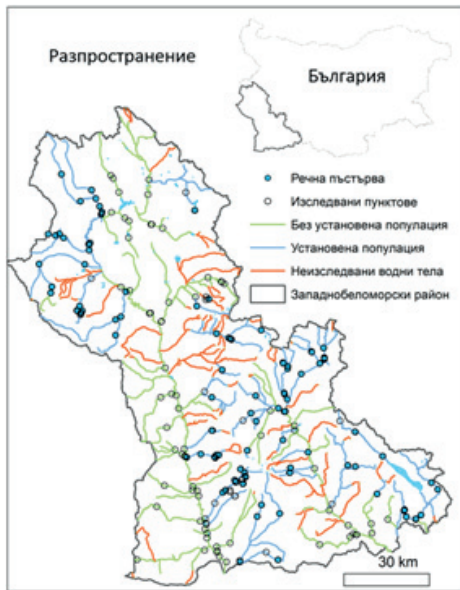 Разпространение
България
Речна пъстърва
Изследвани пунктове
Без установена популация
Установена популация
Неизследвани водни тела
Западнобеломорски район
30 km